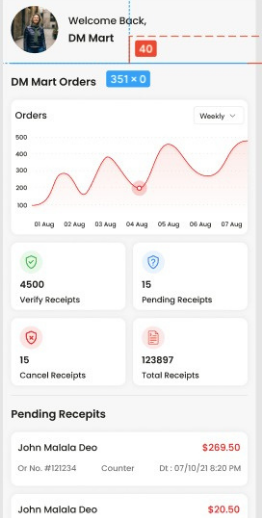 Welcome Back,
DM Mart
40
DM Mart Orders
351 × 0
Orders
Weekly
500
400
300
200
100
01 Aug 02 Aug 03 Aug 04 Aug 05 Aug 06 Aug 07 Aug
4500
Verify Receipts
15
Pending Receipts
15
Cancel Receipts
123897
Total Receipts
Pending Recepits
John Malala Deo $269.50
Or No. #121234 Counter Dt : 07/10/21 8:20 PM
John Malala Deo $20.50